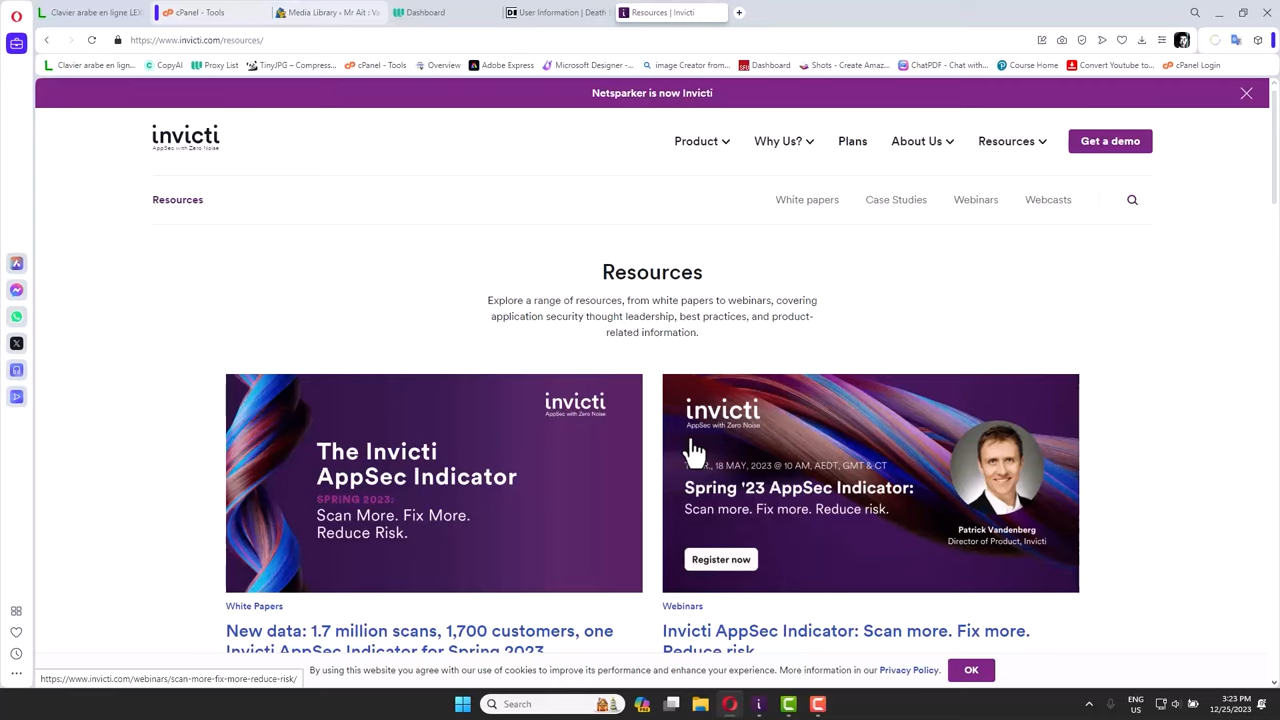 Clavier arabe en ligne LEX
cPanel - Tools
Media Library ‹ Mr Ait : Va
Dashboard
User Information | Death
Resources | Invicti
https://www.invicti.com/resources/
Clavier arabe en lign...
CopyAI
Proxy List
TinyJPG – Compress...
cPanel - Tools
Overview
Adobe Express
Microsoft Designer -...
image Creator from...
Dashboard
Shots - Create Amaz...
ChatPDF - Chat with...
Course Home
Convert Youtube to...
cPanel Login
Netsparker is now Invicti
invicti
AppSec with Zero Noise
Product
Why Us?
Plans
About Us
Resources
Get a demo
Resources
White papers
Case Studies
Webinars
Webcasts
Resources
Explore a range of resources, from white papers to webinars, covering
application security thought leadership, best practices, and product-
related information.
invicti
AppSec with Zero Noise
The Invicti
AppSec Indicator
SPRING 2023:
Scan More. Fix More.
Reduce Risk.
invicti
AppSec with Zero Noise
18 MAY, 2023 @ 10 AM, AEDT, GMT & CT
Spring '23 AppSec Indicator:
Scan more. Fix more. Reduce risk.
Register now
Patrick Vandenberg
Director of Product, Invicti
White Papers
New data: 1.7 million scans, 1,700 customers, one
Invicti AppSec Indicator for Spring 2023
Webinars
Invicti AppSec Indicator: Scan more. Fix more.
Reduce risk
By using this website you agree with our use of cookies to improve its performance and enhance your experience. More information in our Privacy Policy.
OK
https://www.invicti.com/webinars/scan-more-fix-more-reduce-risk/
Search
ENG
US
3:23 PM
12/25/2023